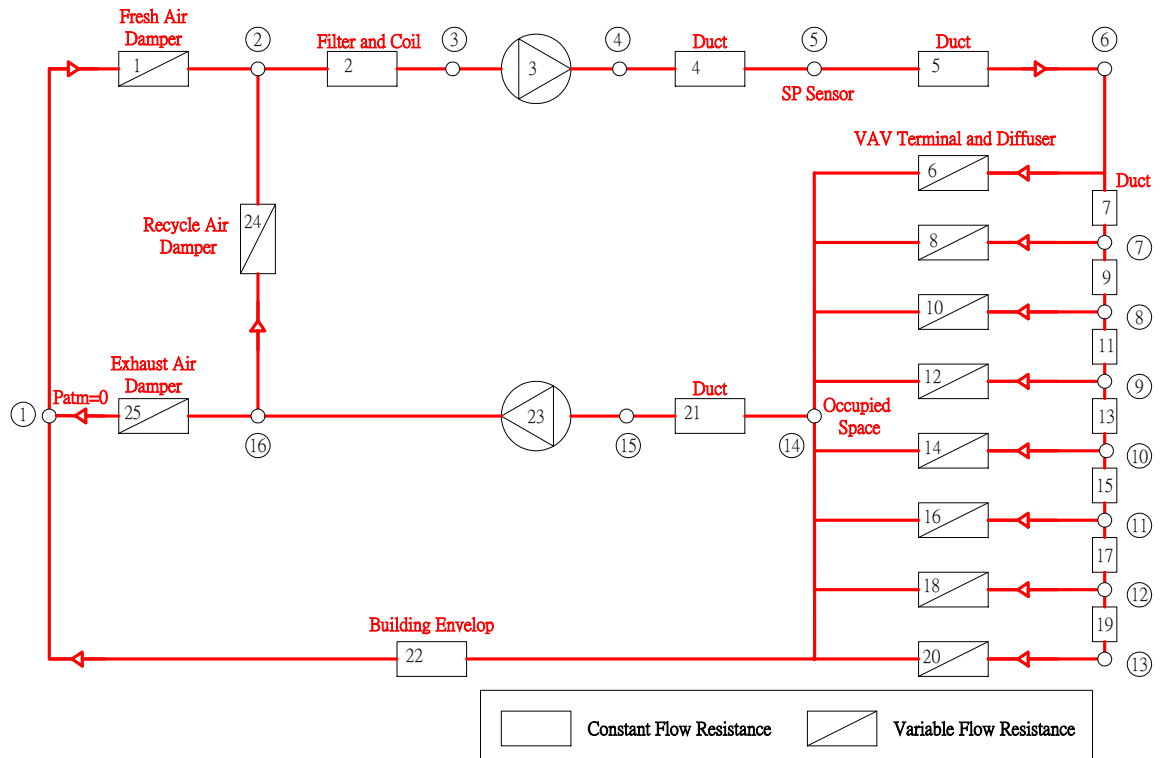 Fresh Air
Damper
1
2
Filter and Coil
2
3
3
4
Duct
4
5
SP Sensor
Duct
5
6
VAV Terminal and Diffuser
6
Duct
7
8
7
9
Recycle Air
Damper
24
10
8
11
Exhaust Air
Damper
Patm=0
1
25
16
23
15
Duct
21
14
Occupied
Space
12
9
13
14
10
15
16
11
17
18
12
19
Building Envelop
22
20
13
Constant Flow Resistance
Variable Flow Resistance